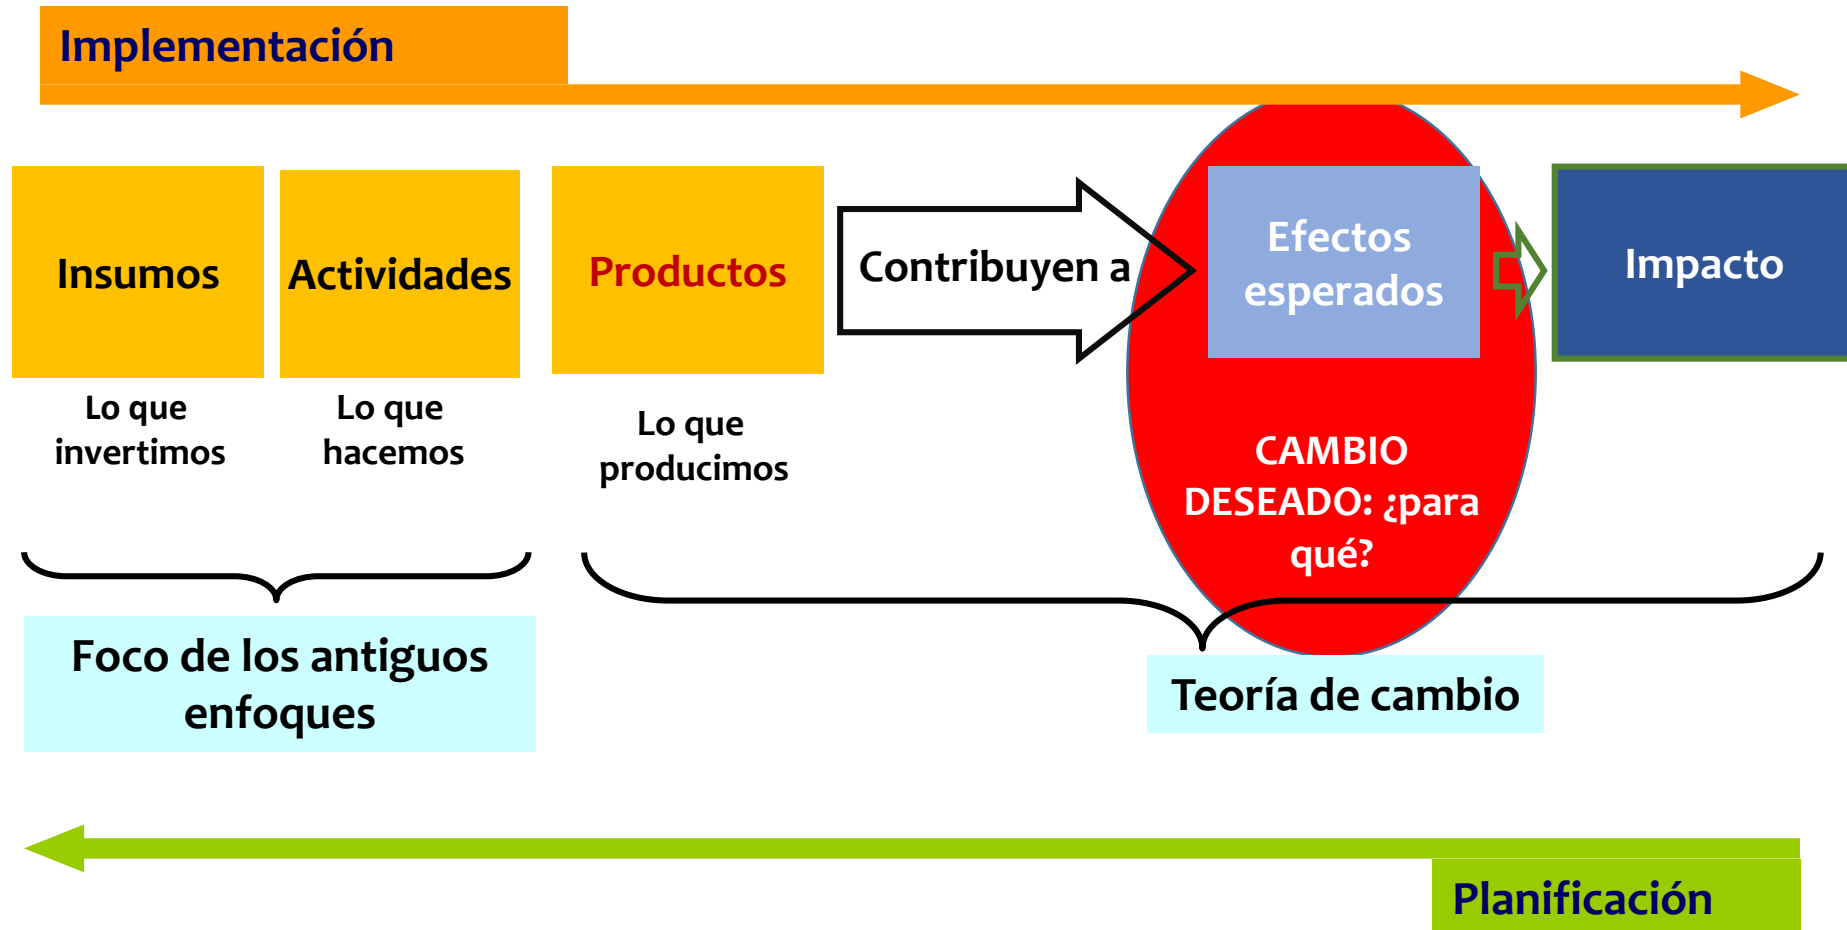 Implementación
Insumos
Actividades
Productos
Contribuyen a
Efectos
esperados
Impacto
Lo que
invertimos
Lo que
hacemos
Lo que
producimos
CAMBIO
DESEADO: ¿para
qué?
Foco de los antiguos
enfoques
Teoría de cambio
Planificación